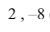 2 , –8 (